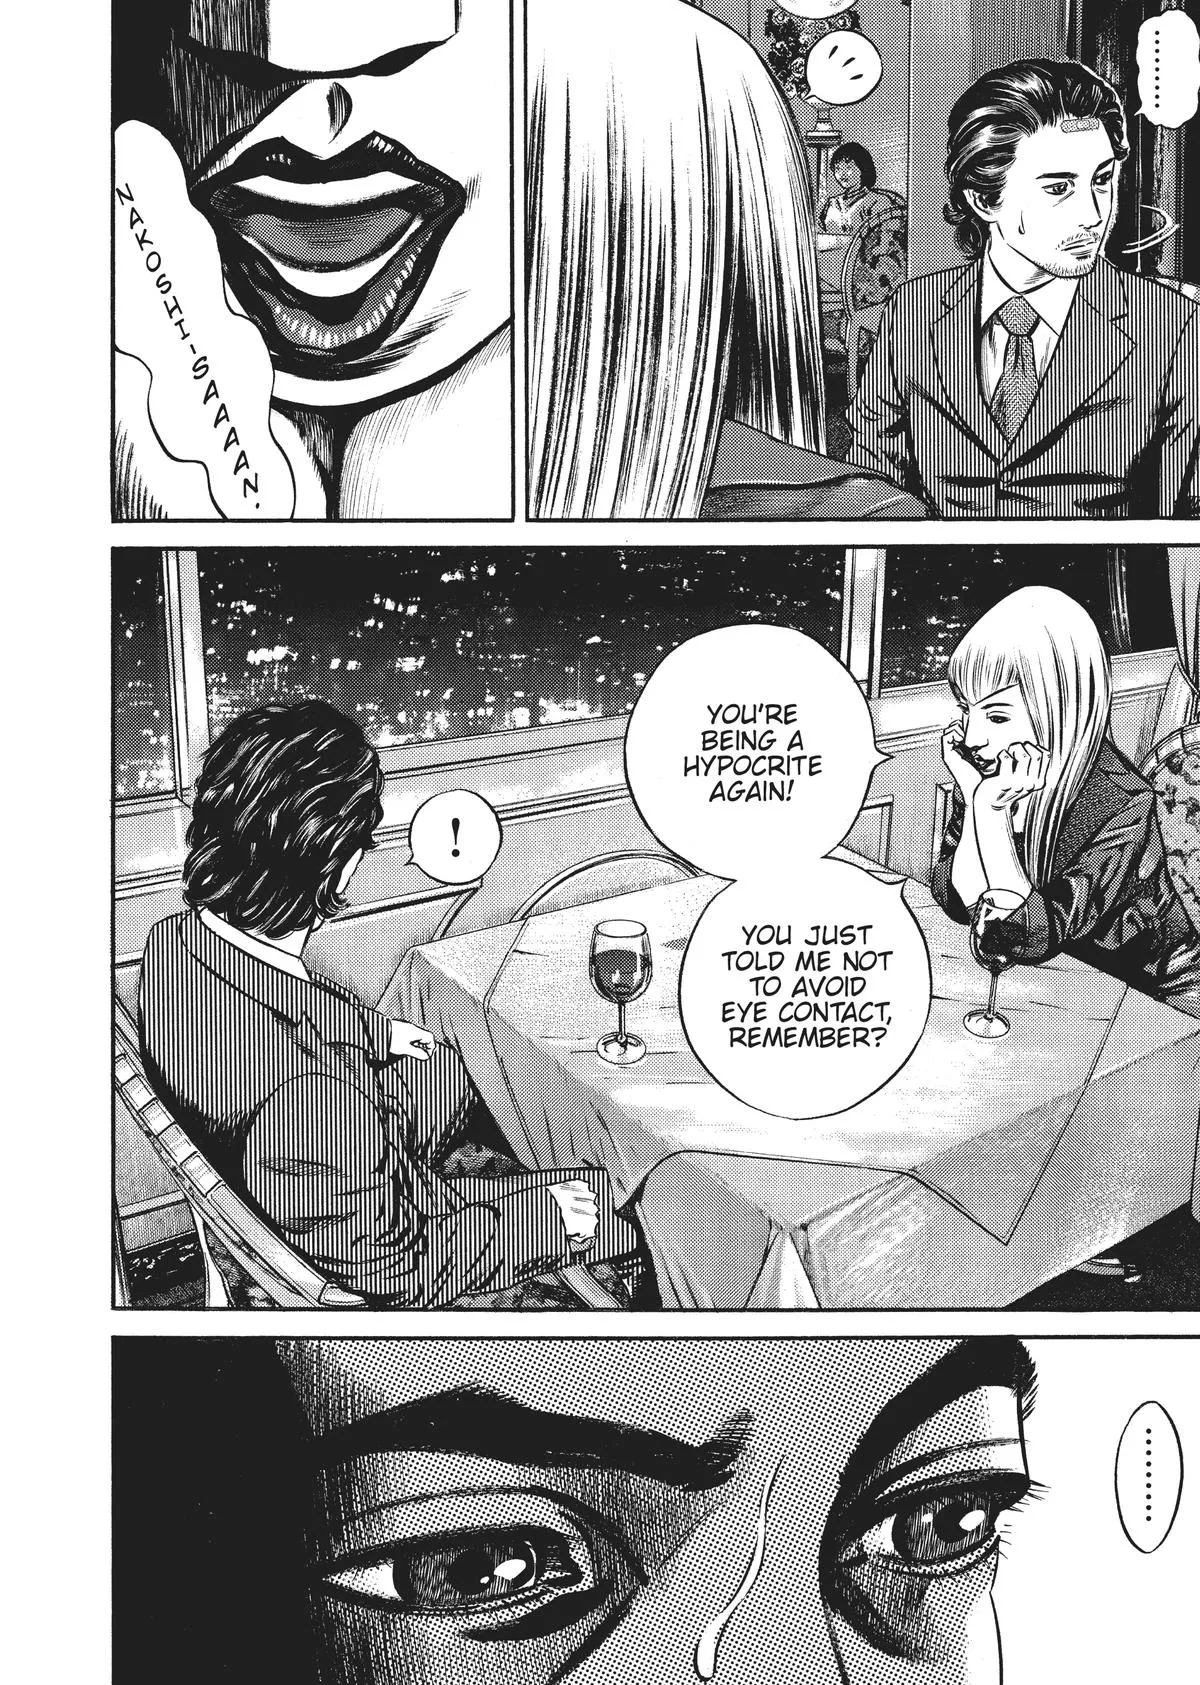 .........
NAKOSHI-SAAAAN.
YOU'RE
BEING A
HYPOCRITE
AGAIN!
YOU JUST
TOLD ME NOT
TO AVOID
EYE CONTACT,
REMEMBER?
!
.........